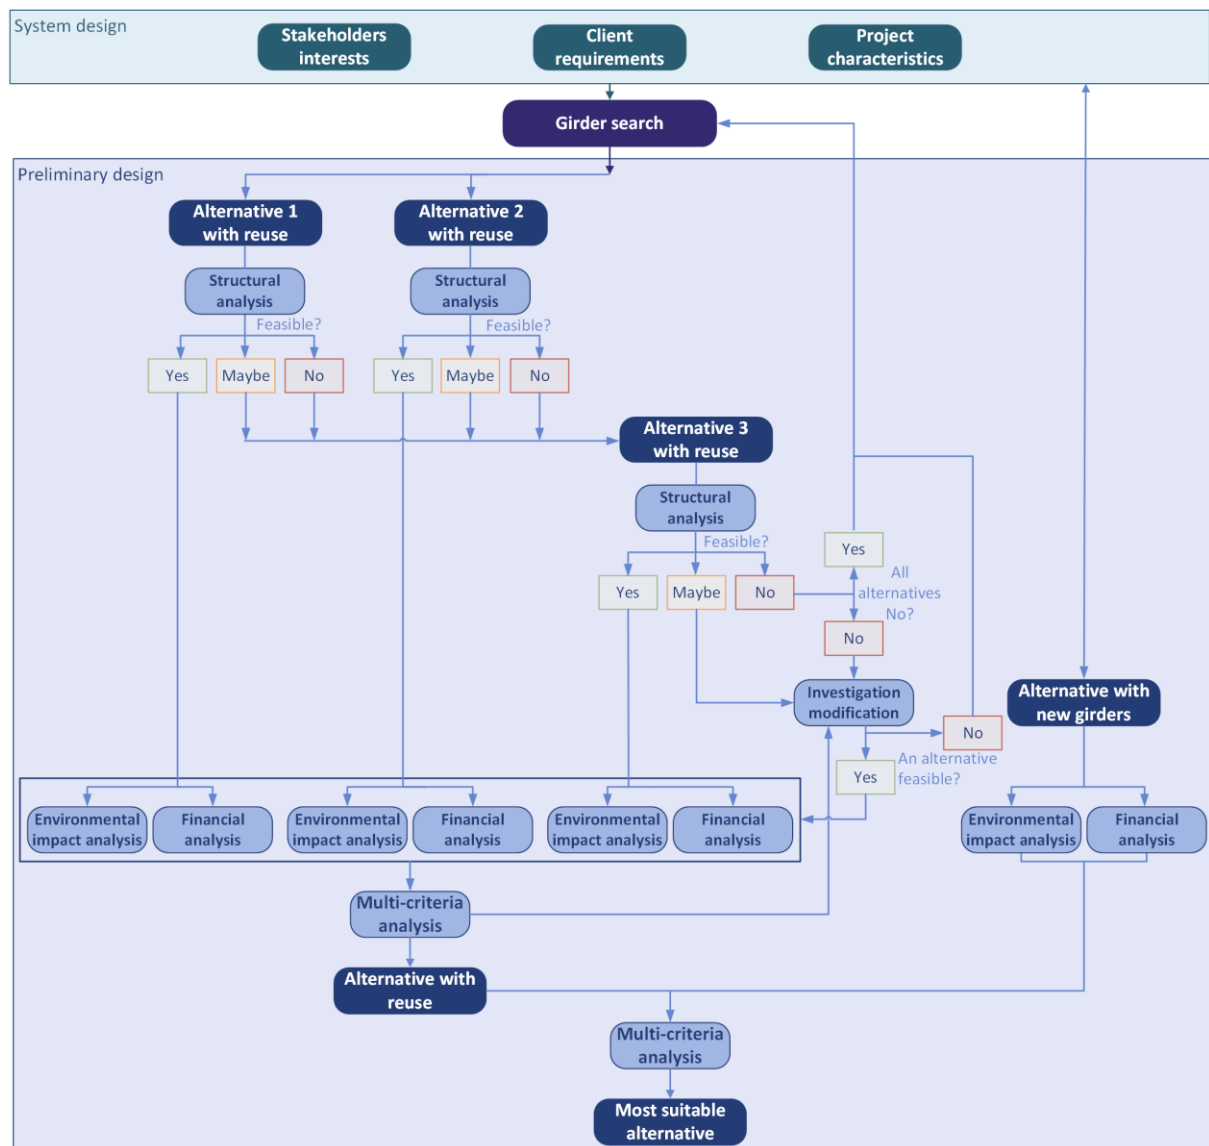 System design
Stakeholders
interests
Client
requirements
Project
characteristics
Girder search
Preliminary design
Alternative 1
with reuse
Alternative 2
with reuse
Structural
analysis
Structural
analysis
Feasible?
Feasible?
Yes
Maybe
No
Yes
Maybe
No
Alternative 3
with reuse
Structural
analysis
Feasible?
Yes
Maybe
No
Yes
All
alternatives
No?
No
Investigation
modification
Alternative with
new girders
No
An alternative
feasible?
Yes
Environmental
impact analysis
Financial
analysis
Environmental
impact analysis
Financial
analysis
Environmental
impact analysis
Financial
analysis
Environmental
impact analysis
Financial
analysis
Multi-criteria
analysis
Alternative with
reuse
Multi-criteria
analysis
Most suitable
alternative